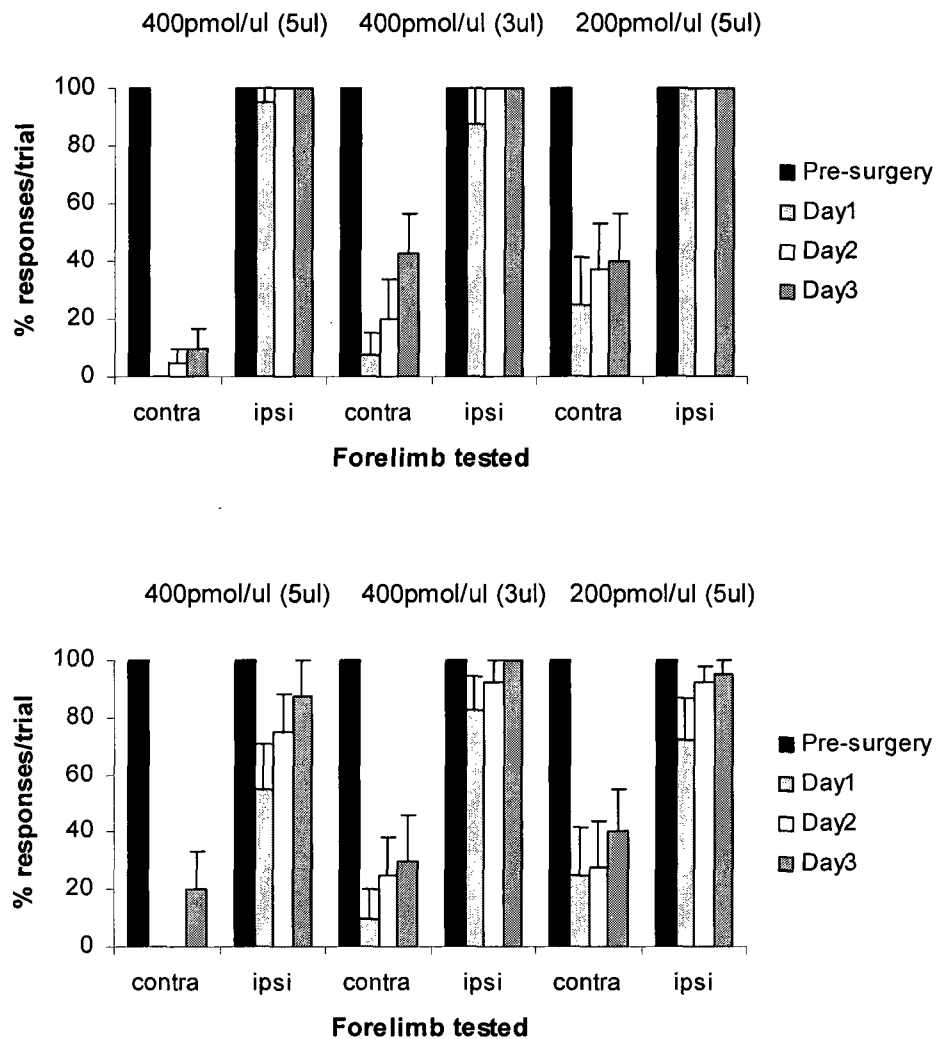 400pmol/ul (5ul) 400pmol/ul (3ul) 200pmol/ul (5ul)
% responses/trial
100
80
60
40
20
0
contra ipsi contra ipsi contra ipsi
Forelimb tested
Pre-surgery
Day1
Day2
Day3
400pmol/ul (5ul) 400pmol/ul (3ul) 200pmol/ul (5ul)
% responses/trial
100
80
60
40
20
0
contra ipsi contra ipsi contra ipsi
Forelimb tested
Pre-surgery
Day1
Day2
Day3